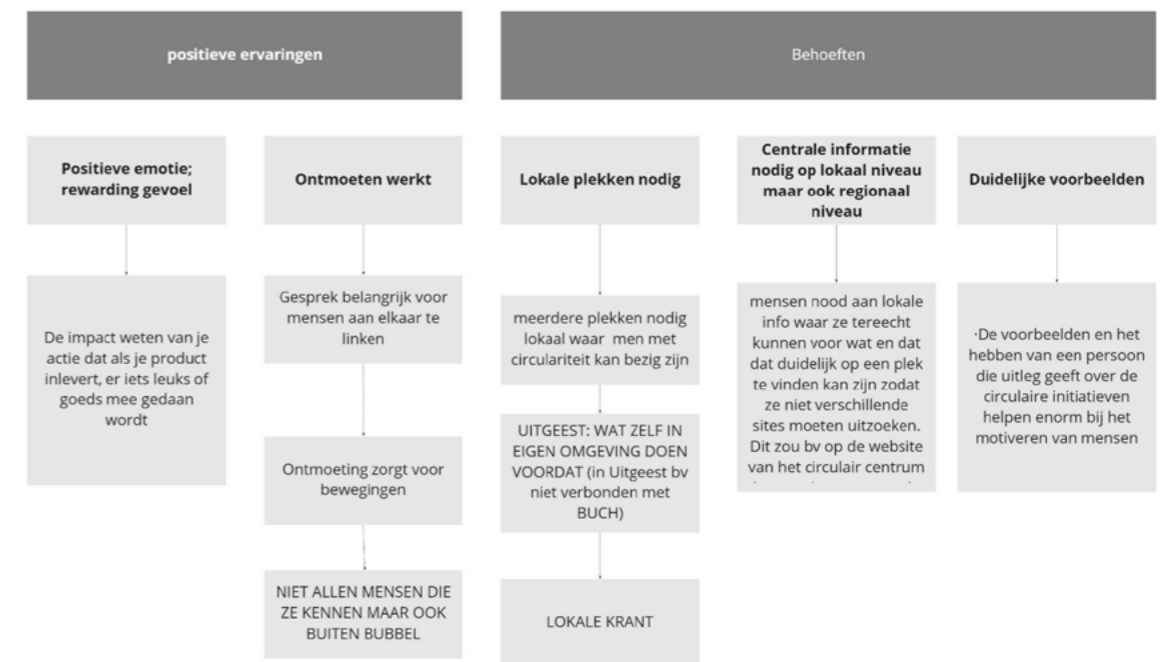 positieve ervaringen
Behoeften
Positieve emotie;
rewarding gevoel
De impact weten van je
actie dat als je product
inlevert, er iets leuks of
goeds mee gedaan
wordt
Ontmoeten werkt
Gesprek belangrijk voor
mensen aan elkaar te
linken
Ontmoeting zorgt voor
bewegingen
NIET ALLEN MENSEN DIE
ZE KENNEN MAAR OOK
BUITEN BUBBEL
Lokale plekken nodig
meerdere plekken nodig
lokaal waar men met
circulariteit kan bezig zijn
UITGEEST: WAT ZELF IN
EIGEN OMGEVING DOEN
VOORDAT (in Uitgeest bv
niet verbonden met
BUCH)
LOKALE KRANT
Centrale informatie
nodig op lokaal niveau
maar ook regionaal
niveau
mensen nood aan lokale
info waar ze tereecht
kunnen voor wat en dat
dat duidelijk op een plek
te vinden kan zijn zodat
ze niet verschillende
sites moeten uitzoeken.
Dit zou bv op de website
van het circulair centrum
Duidelijke voorbeelden
·De voorbeelden en het
hebben van een persoon
die uitleg geeft over de
circulaire initiatieven
helpen enorm bij het
motiveren van mensen